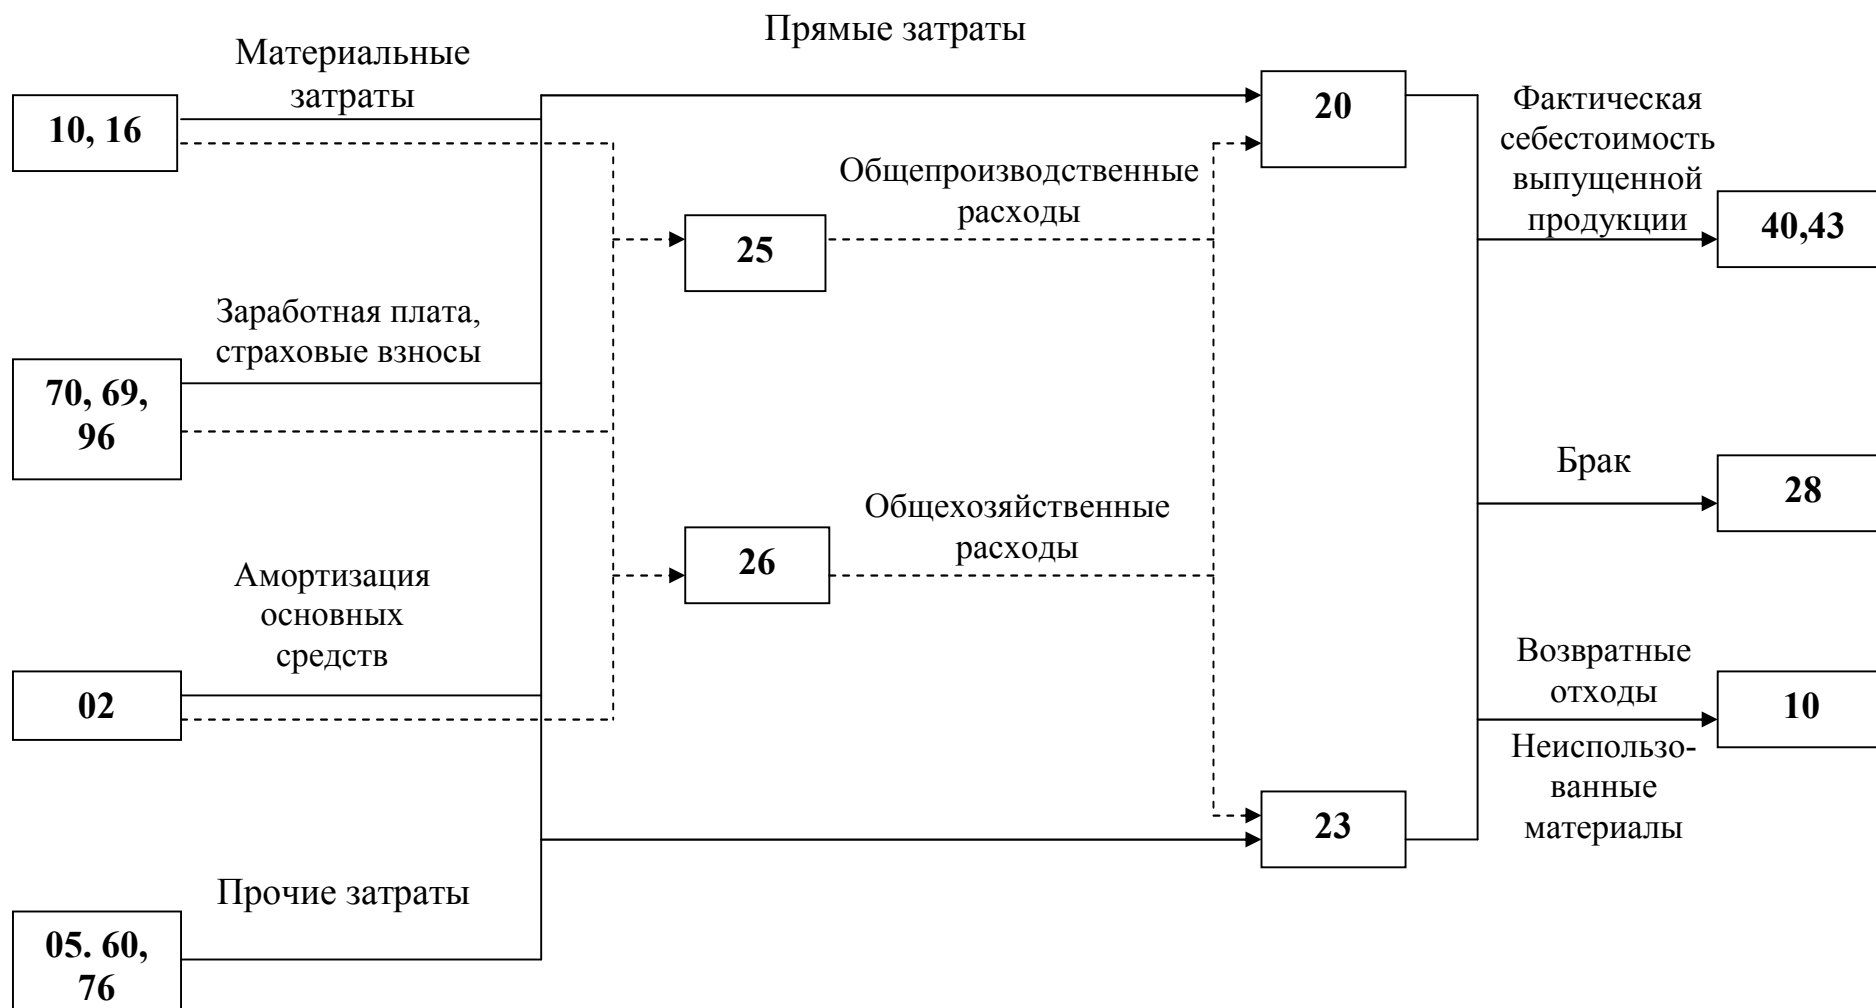 Прямые затраты
Материальные
затраты
10, 16
20
Фактическая
себестоимость
выпущенной
продукции
40,43
Общепроизводственные
расходы
25
Заработная плата,
страховые взносы
70, 69,
96
Брак
28
Общехозяйственные
расходы
26
Амортизация
основных
средств
02
Возвратные
отходы
10
Неиспользо-
ванные
материалы
23
Прочие затраты
05. 60,
76